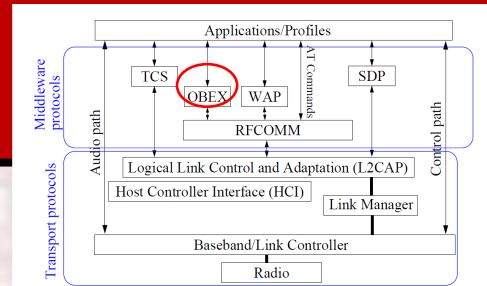 Applications/Profiles
Middleware
protocols
TCS
OBEX
WAP
AT Commands
SDP
RFCOMM
Audio path
Control path
Transport protocols
Logical Link Control and Adaptation (L2CAP)
Host Controller Interface (HCI)
Link Manager
Baseband/Link Controller
Radio